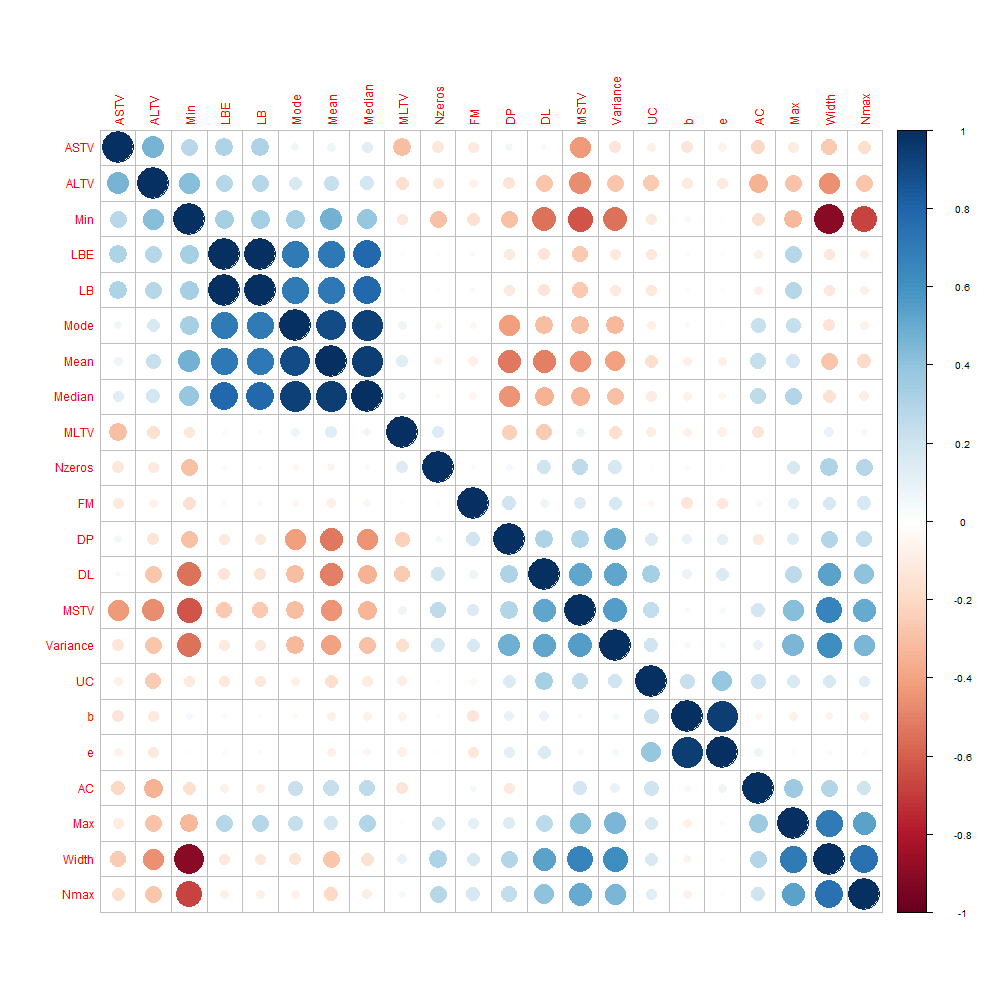 ASTV ALTV Min LBE LB Mode Mean Median MLTV Nzeros FM DP DL MSTV Variance UC b e AC Max Width Nmax
ASTV
ALTV
Min
LBE
LB
Mode
Mean
Median
MLTV
Nzeros
FM
DP
DL
MSTV
Variance
UC
b
e
AC
Max
Width
Nmax
1
0.8
0.6
0.4
0.2
0
-0.2
-0.4
-0.6
-0.8
-1